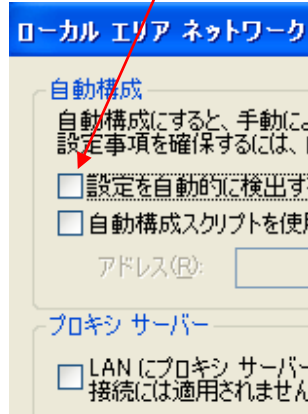 ローカル エリア ネットワーク
自動構成
自動構成にすると、手動に
設定事項を確保するには、
設定を自動的に検出す
自動構成スクリプトを使
アドレス(R):
プロキシ サーバー
LAN にプロキシ サーバー
接続には適用されません